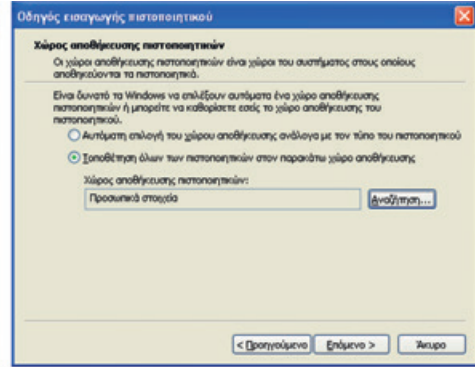 Οδηγός εισαγωγής πιστοποιητικού
Χώρος αποθήκευσης πιστοποιητικών
Οι χώροι αποθήκευσης πιστοποιητικών είναι χώροι του συστήματος στους οποίους
αποθηκεύονται τα πιστοποιητικά.
Είναι δυνατό τα Windows να επιλέξουν αυτόματα ένα χώρο αποθήκευσης
πιστοποιητικών ή μπορείτε να καθορίσετε εσείς το χώρο αποθήκευσης του
πιστοποιητικού.
Αυτόματη επιλογή του χώρου αποθήκευσης ανάλογα με τον τύπο του πιστοποιητικού
Τοποθέτηση όλων των πιστοποιητικών στον παρακάτω χώρο αποθήκευσης
Χώρος αποθήκευσης πιστοποιητικών:
Προσωπικά στοιχεία
Αναζήτηση...
< Προηγούμενο Επόμενο > Άκυρο